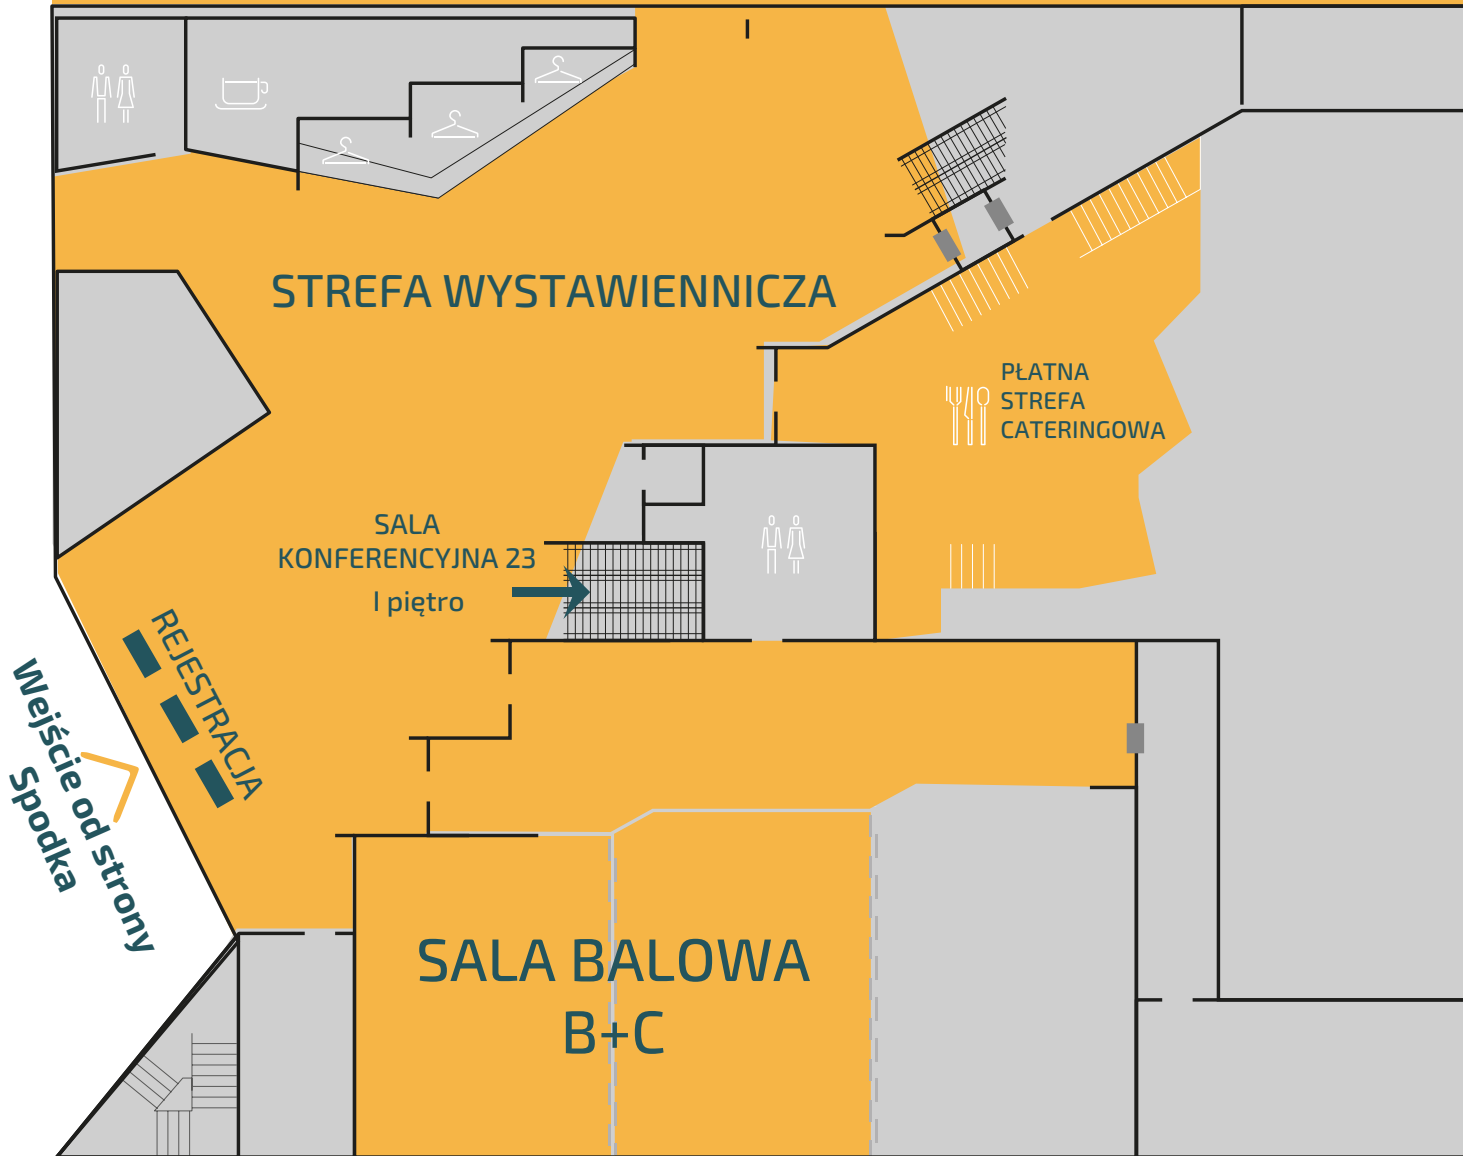 STREFA WYSTAWIENNICZA
PŁATNA
STREFA
CATERINGOWA
SALA
KONFERENCYJNA 23
I piętro
REJESTRACJA
Wejście od strony
Spodka
SALA BALOWA
B+C